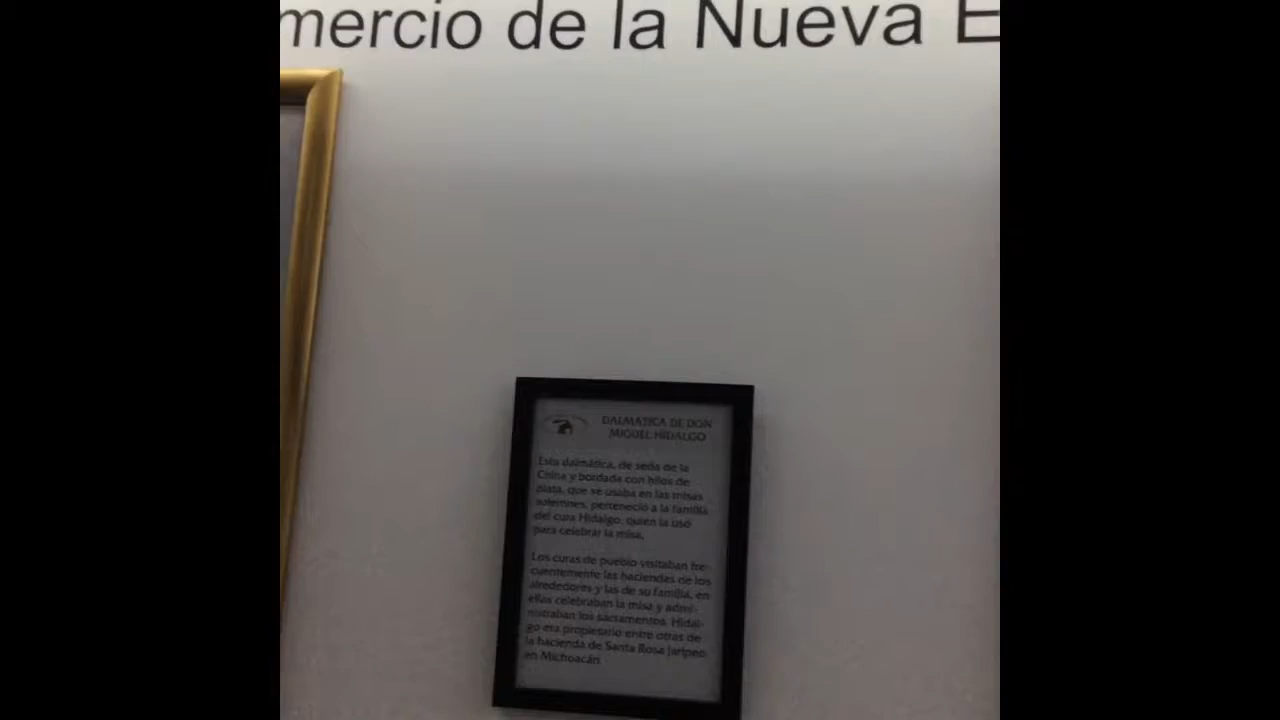 mercio de la Nueva E
DALMATICA DE DON
MIGUEL HIDALGO
Esta dalmática, de seda de la
China y bordada con hilos de
plata, que se usaba en las misas
solemnes, perteneció a la familia
del cura Hidalgo, quien la usó
para celebrar la misa.
Los curas de pueblo visitaban fre-
cuentemente las haciendas de los
alrededores y las de su familia, en
ellas celebraban la misa y admi-
nistraban los sacramentos. Hidal-
go era propietario entre otras de
la hacienda de Santa Rosa Jaripeo
en Michoacán